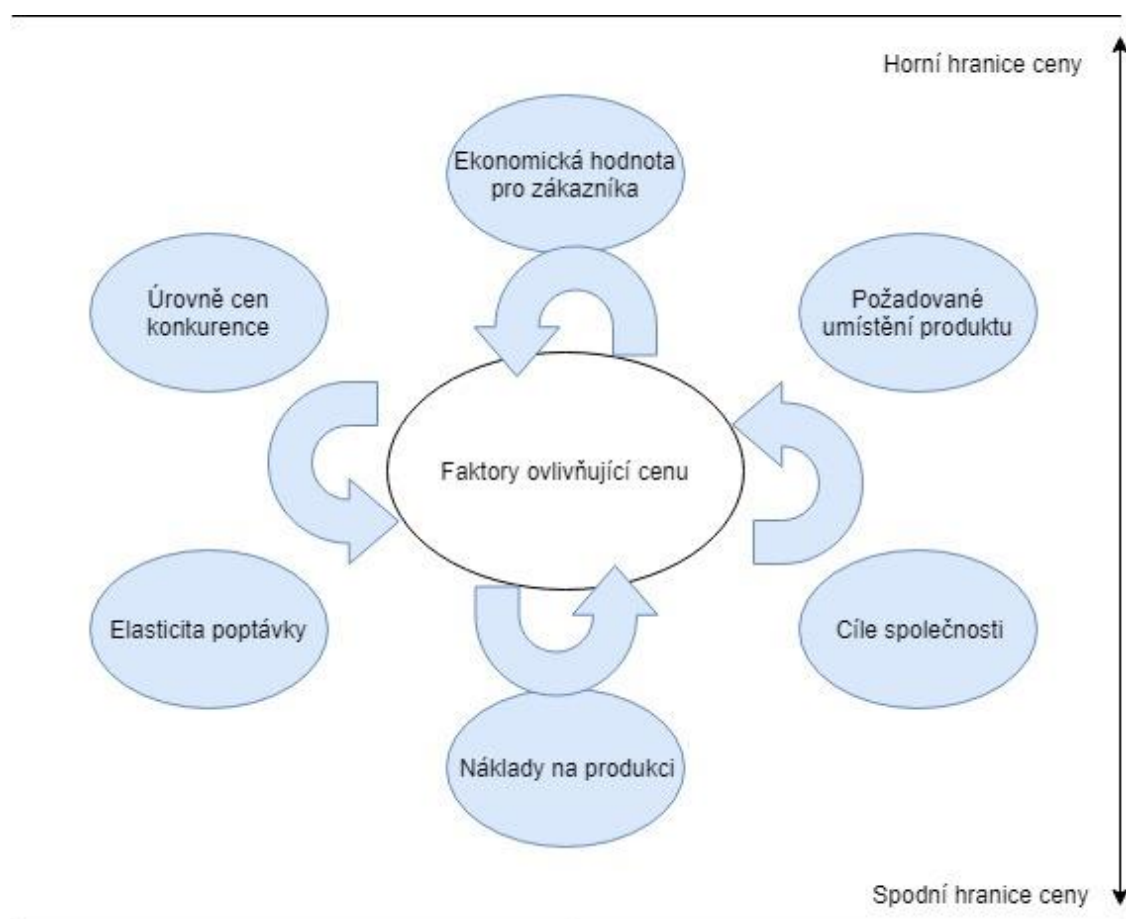 Horní hranice ceny
Ekonomická hodnota
pro zákazníka
Úrovně cen
konkurence
Požadované
umístění produktu
Faktory ovlivňující cenu
Elasticita poptávky
Cíle společnosti
Náklady na produkci
Spodní hranice ceny